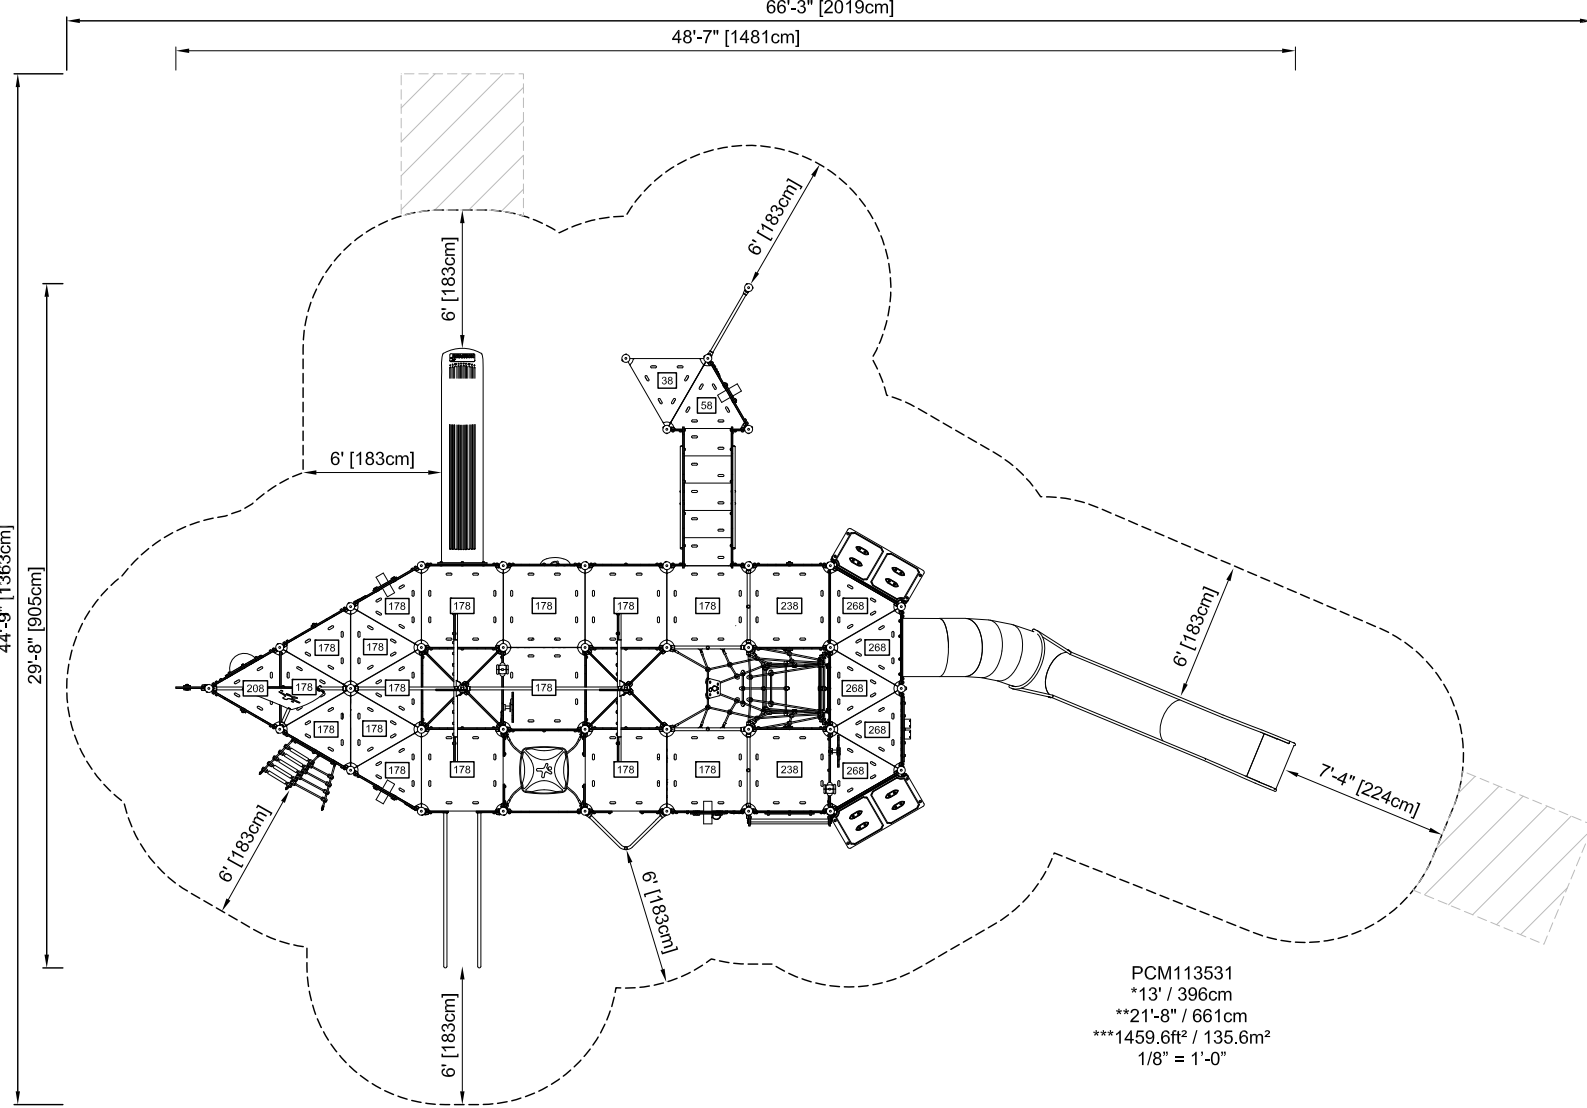 66'-3" [2019cm]
48'-7" [1481cm]
6' [183cm]
6' [183cm]
6' [183cm]
44'-9" [1363cm]
29'-8" [905cm]
38
58
178
178
178
178
178
238
268
178
178
268
208
178
178
178
268
178
178
268
178
178
178
178
238
268
6' [183cm]
7'-4" [224cm]
6' [183cm]
6' [183cm]
6' [183cm]
PCM113531
*13' / 396cm
**21'-8" / 661cm
***1459.6ft² / 135.6m²
1/8” = 1’-0”